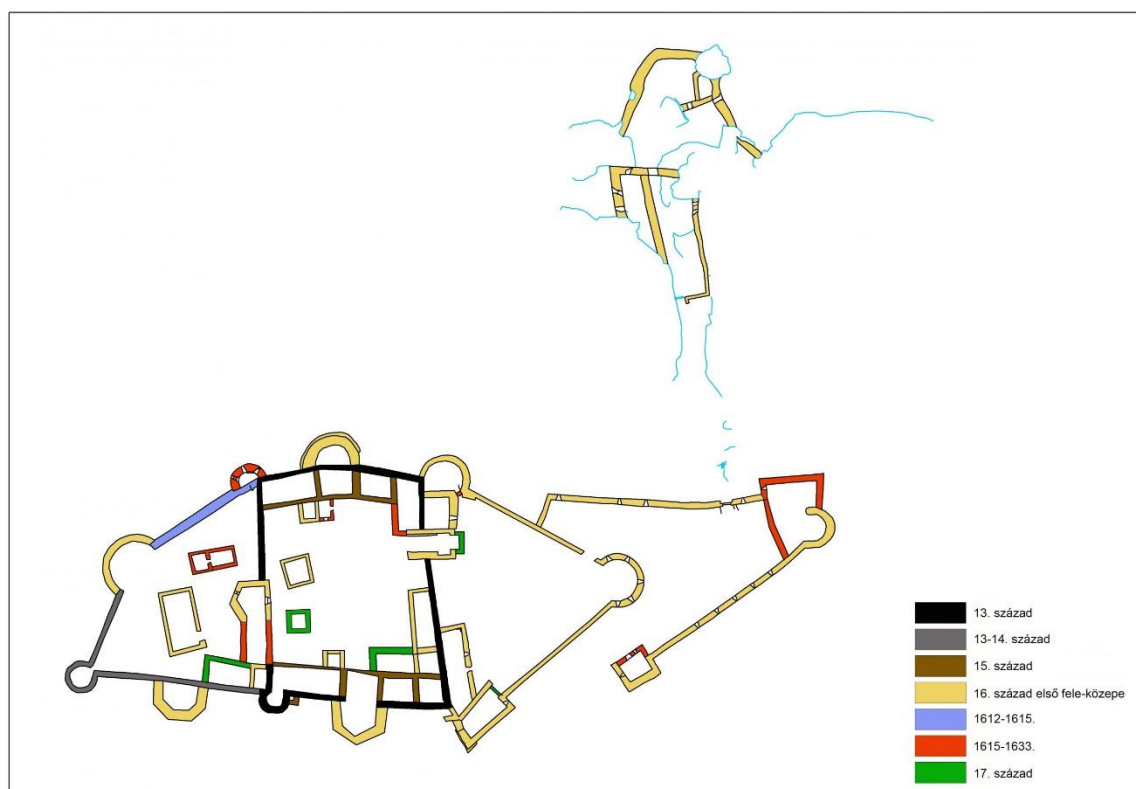 13. század
13-14. század
15. század
16. század első fele-közepe
1612-1615.
1615-1633.
17. század